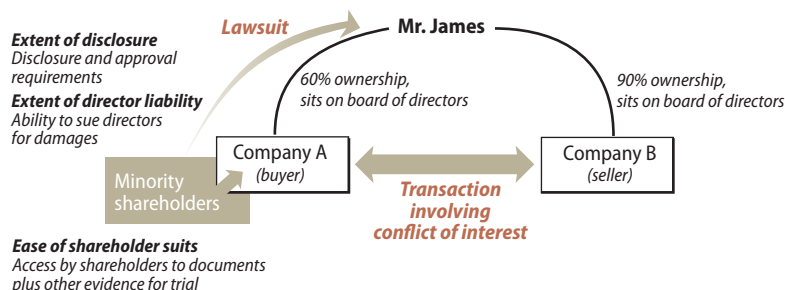 Lawsuit
Mr. James
Extent of disclosure
Disclosure and approval
requirements
Extent of director liability
Ability to sue directors
for damages
60% ownership,
sits on board of directors
90% ownership,
sits on board of directors
Company A
(buyer)
Company B
(seller)
Minority
shareholders
Transaction
involving
conflict of interest
Ease of shareholder suits
Access by shareholders to documents
plus other evidence for trial